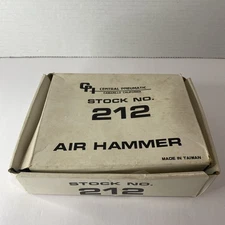 CENTRAL PNEUMATIC
STOCK NO.
212
AIR HAMMER
MADE IN TAIWAN
STOCK NO.
212